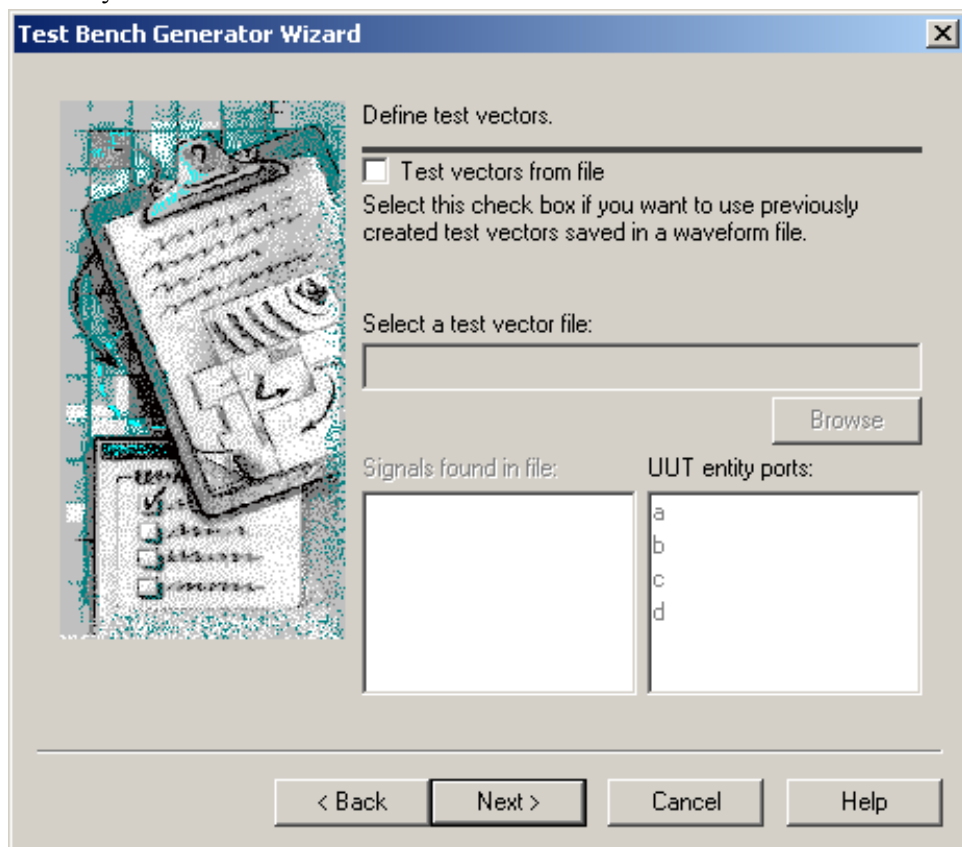 Test Bench Generator Wizard
Define test vectors.
Test vectors from file
Select this check box if you want to use previously
created test vectors saved in a waveform file.
Select a test vector file:
Browse
Signals found in file:
UUT entity ports:
a
b
c
d
< Back
Next >
Cancel
Help